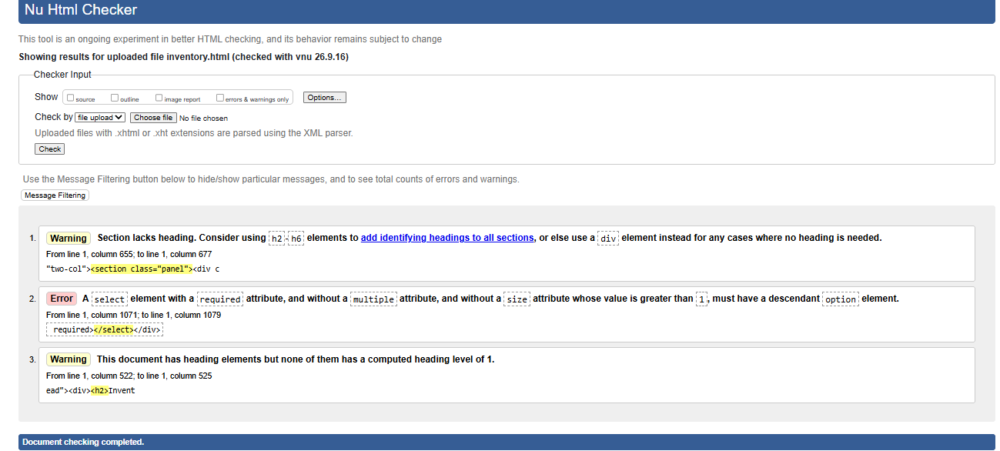 Nu Html Checker
This tool is an ongoing experiment in better HTML checking, and its behavior remains subject to change
Showing results for uploaded file inventory.html (checked with vnu 26.9.16)
Checker Input
Show source outline image report errors & warnings only Options...
Check by file upload Choose file No file chosen
Uploaded files with .xhtml or .xht extensions are parsed using the XML parser.
Check
Use the Message Filtering button below to hide/show particular messages, and to see total counts of errors and warnings.
Message Filtering
1. Warning Section lacks heading. Consider using h2-h6 elements to add identifying headings to all sections, or else use a div element instead for any cases where no heading is needed.
From line 1, column 655; to line 1, column 677
"two-col"><section class="panel"><div c
2. Error A select element with a required attribute, and without a multiple attribute, and without a size attribute whose value is greater than 1, must have a descendant option element.
From line 1, column 1071; to line 1, column 1079
required></select></div>
3. Warning This document has heading elements but none of them has a computed heading level of 1.
From line 1, column 522; to line 1, column 525
ead"><div><h2>Invent
Document checking completed.